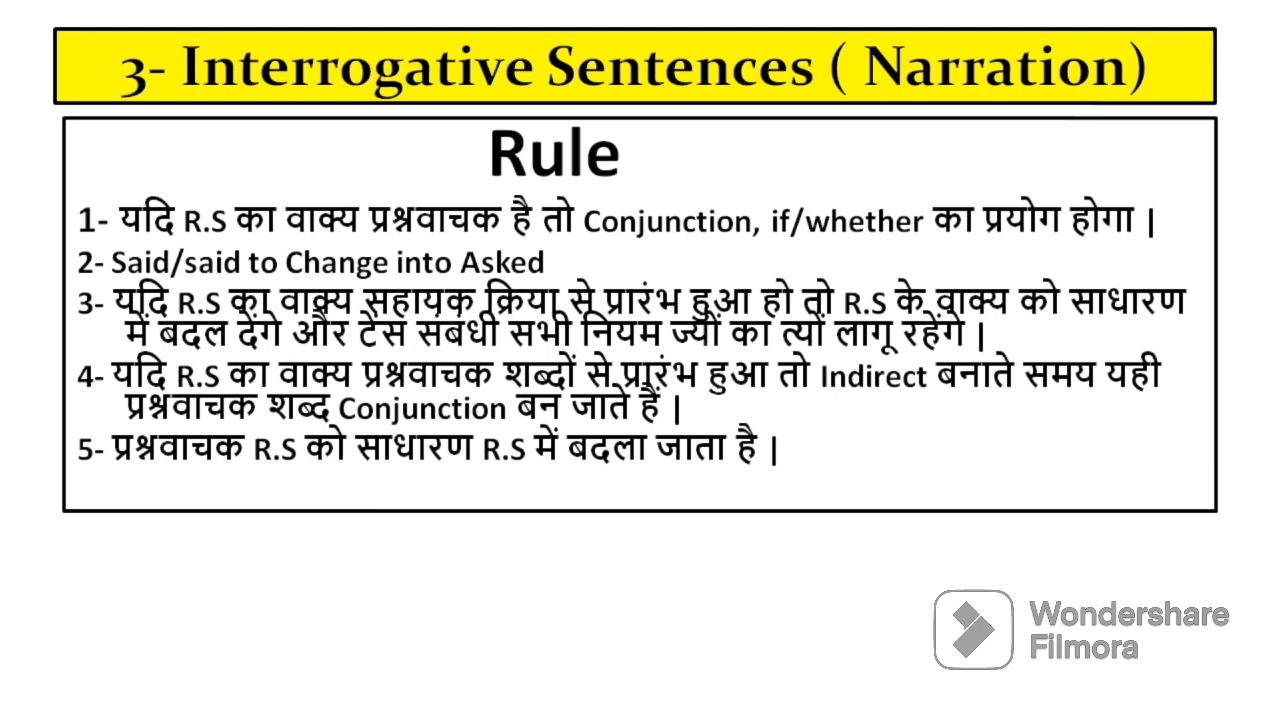 3- Interrogative Sentences ( Narration)
Rule
1- यदि R.S का वाक्य प्रश्नवाचक है तो Conjunction, if/whether का प्रयोग होगा |
2- Said/said to Change into Asked
3- यदि R.S का वाक्य सहायक क्रिया से प्रारंभ हुआ हो तो R.S के वाक्य को साधारण
में बदल देंगे और टेंस संबंधी सभी नियम ज्यों का त्यों लागू रहेंगे |
4- यदि R.S का वाक्य प्रश्नवाचक शब्दों से प्रारंभ हुआ तो Indirect बनाते समय यही
प्रश्नवाचक शब्द Conjunction बन जाते हैं |
5- प्रश्नवाचक R.S को साधारण R.S में बदला जाता है |
Wondershare
Filmora